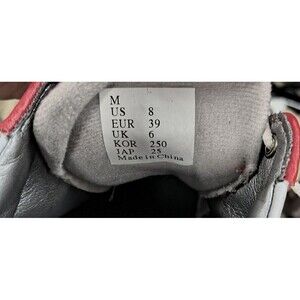 M
US 8
EUR 39
UK 6
KOR 250
JAP 25
Made in China